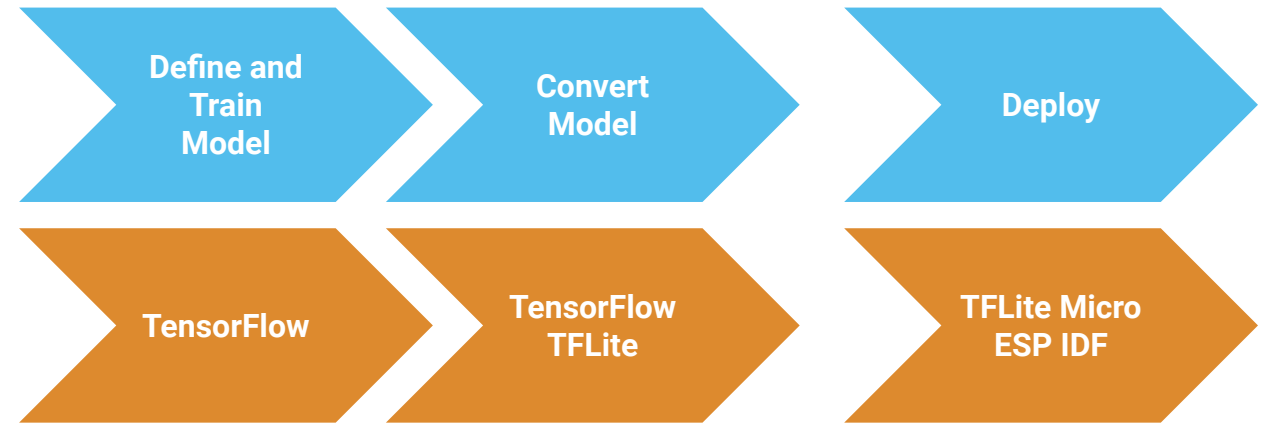 Define and
Train
Model
Convert
Model
Deploy
TensorFlow
TensorFlow
TFLite
TFLite Micro
ESP IDF